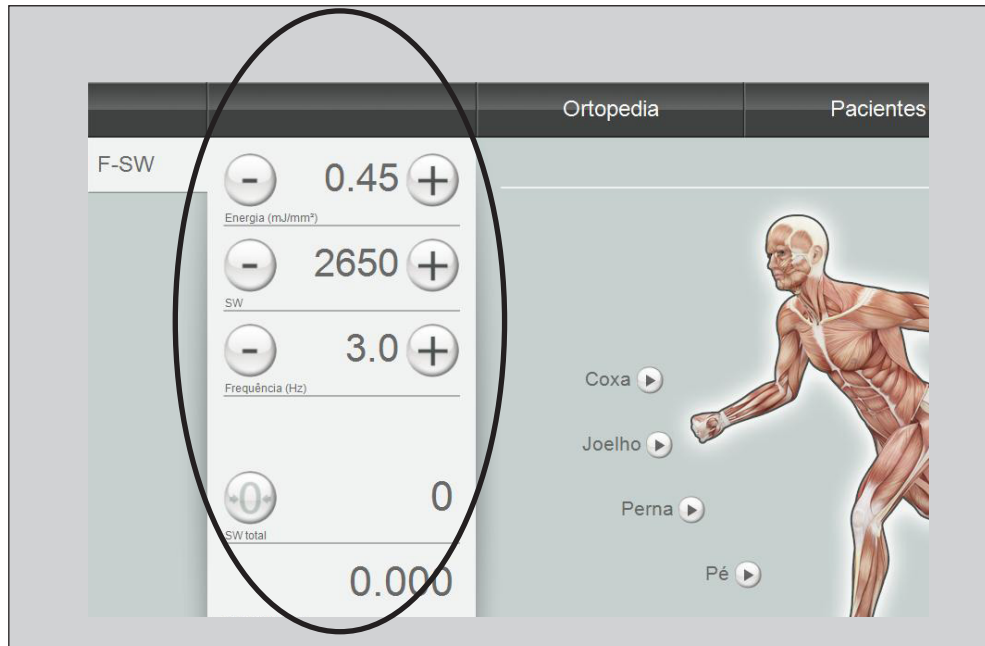 Ortopedia Pacientes
F-SW
- 0.45 +
Energia (mJ/mm²)
- 2650 +
SW
- 3.0 +
Frequência (Hz)
0 0
SW total
0.000
Coxa
Joelho
Perna
Pé